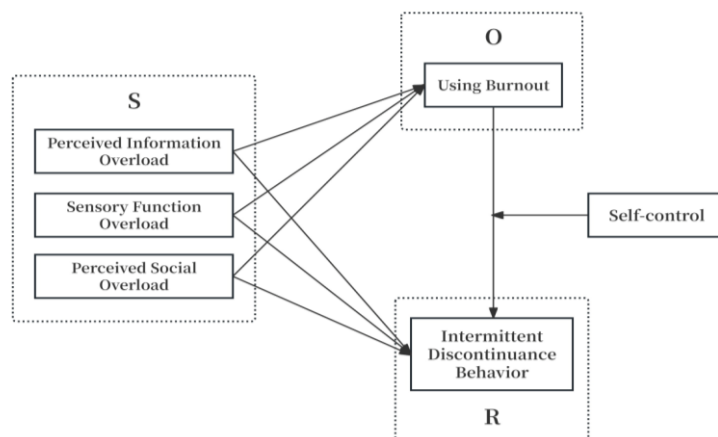 O
Using Burnout
S
Perceived Information
Overload
Sensory Function
Overload
Perceived Social
Overload
Self-control
Intermittent
Discontinuance
Behavior
R